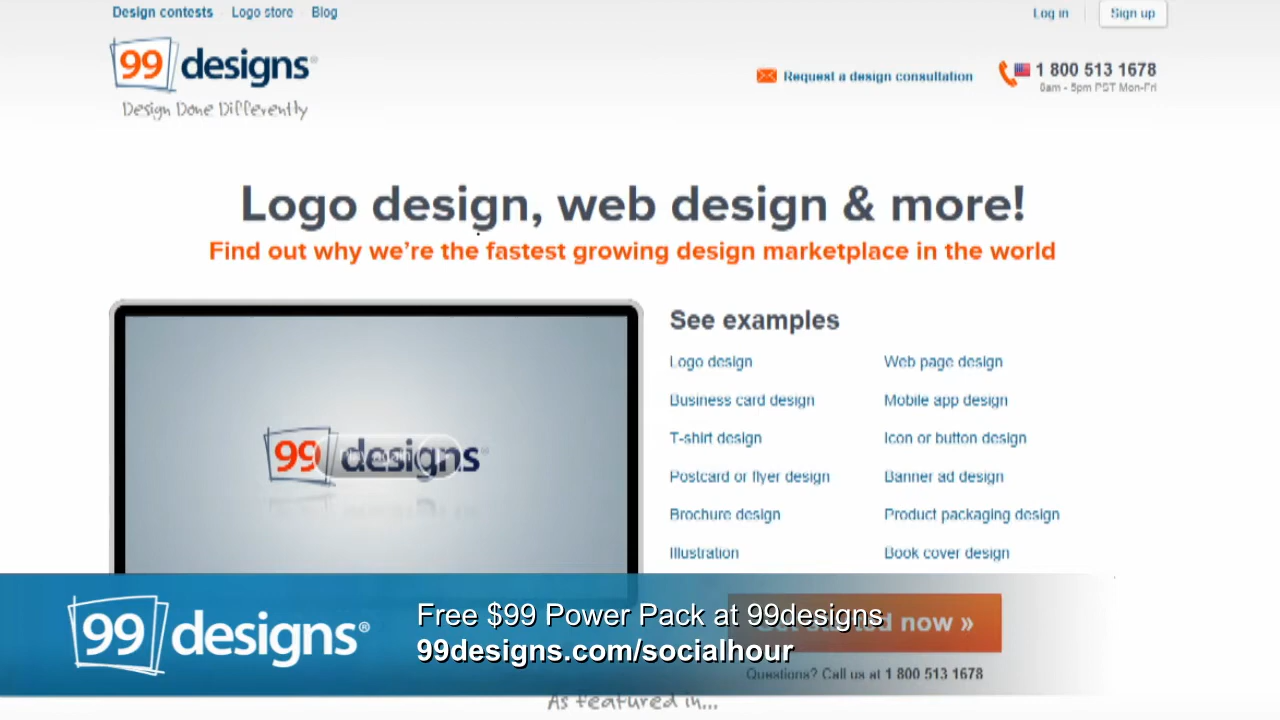 Design contests Logo store Blog
Log in Sign up
99designs®
Design Done Differently
Request a design consultation
1 800 513 1678
6am - 5pm PST Mon-Fri
Logo design, web design & more!
Find out why we're the fastest growing design marketplace in the world
99designs
See examples
Logo design Web page design
Business card design Mobile app design
T-shirt design Icon or button design
Postcard or flyer design Banner ad design
Brochure design Product packaging design
Illustration Book cover design
now »
99designs®
Free $99 Power Pack at 99designs
99designs.com/socialhour
Questions? Call us at 1 800 513 1678
As featured in...